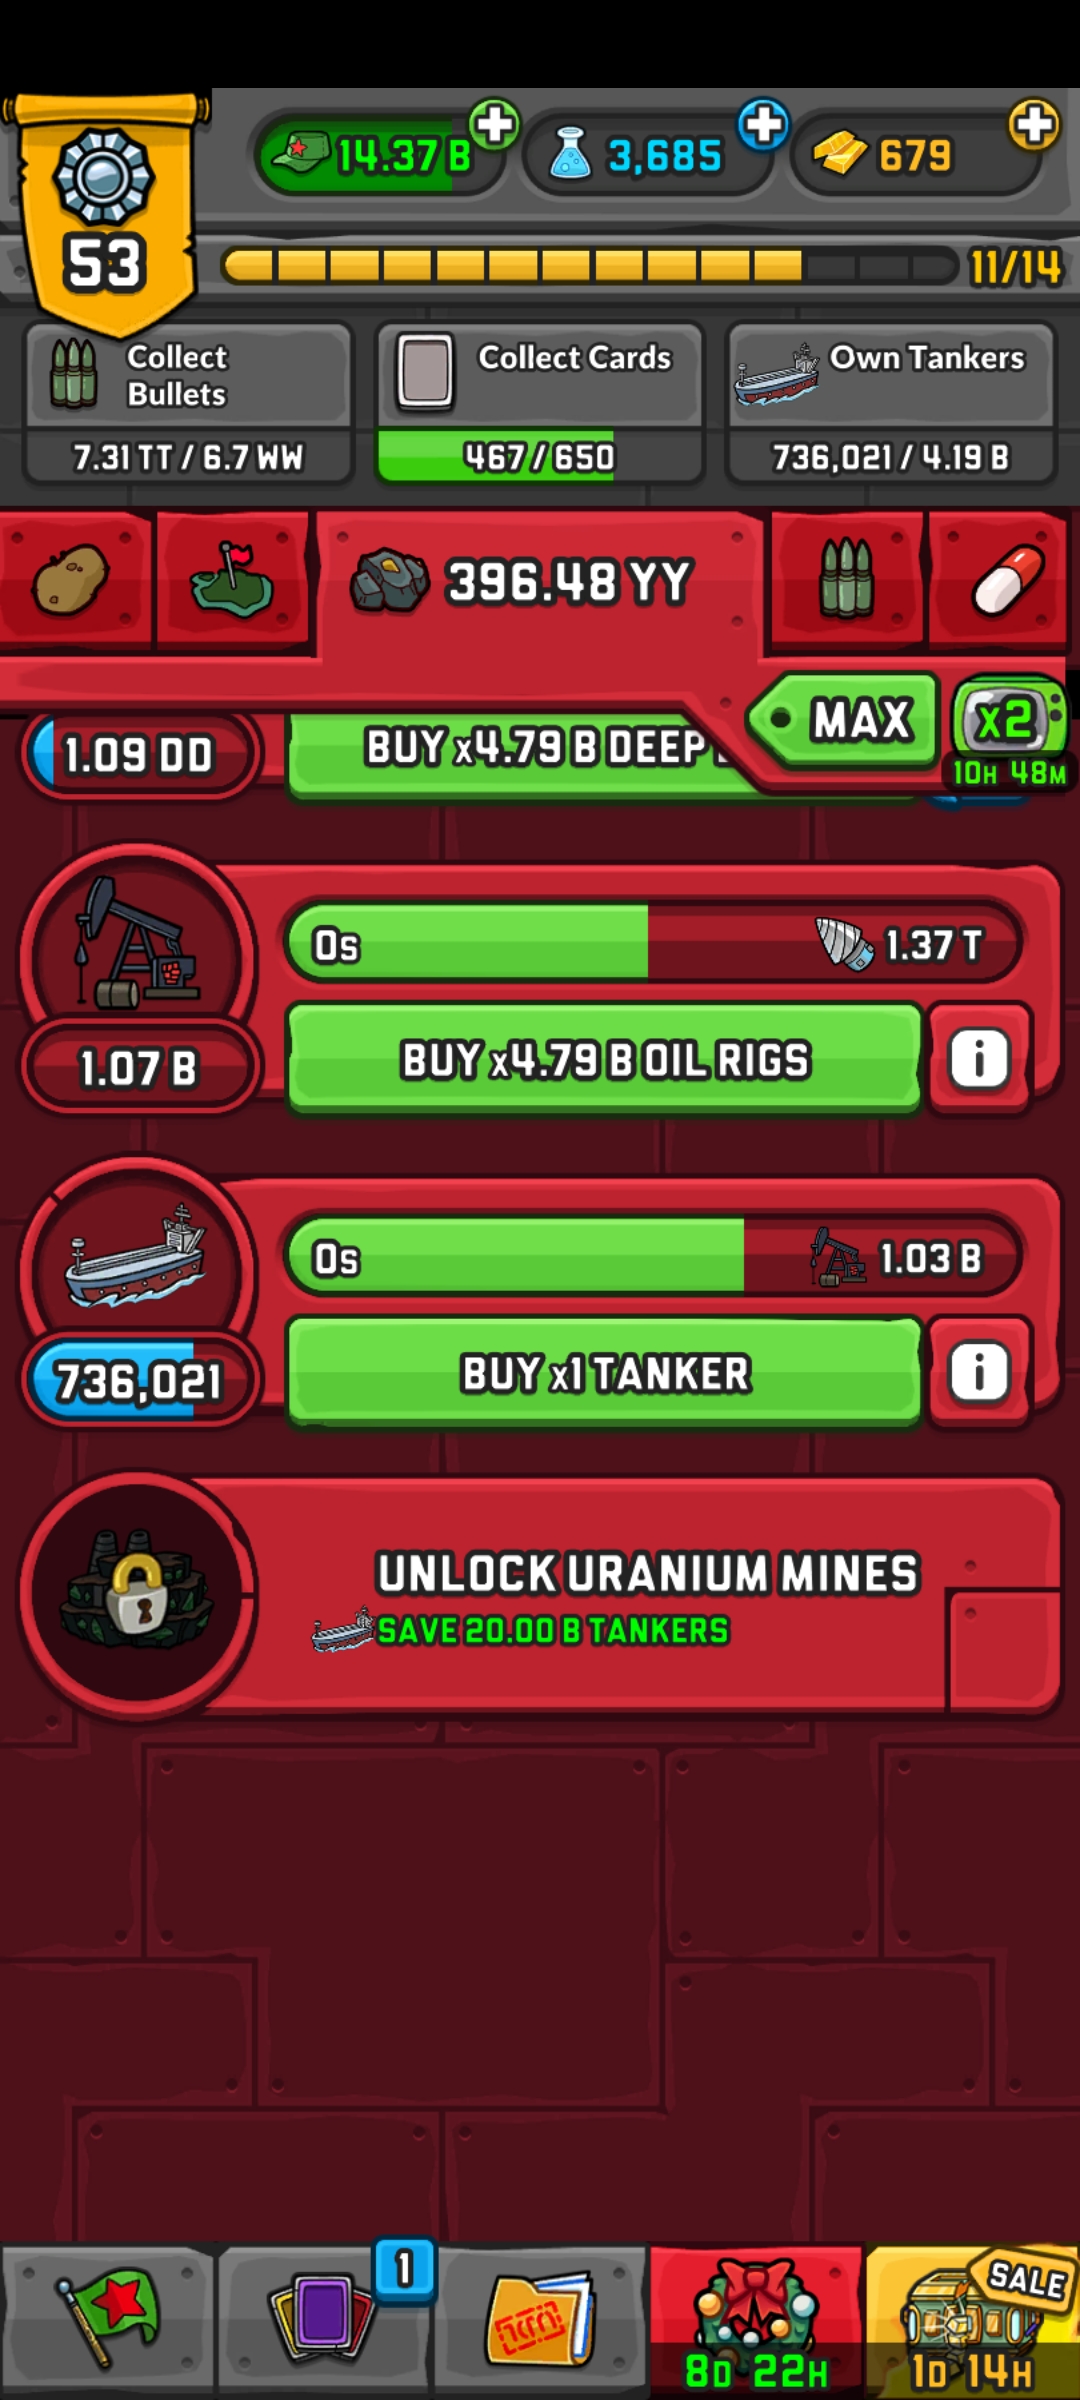 53
14.37 B
3,685
679
11/14
Collect Bullets
7.31 TT / 6.7 WW
Collect Cards
467 / 650
Own Tankers
736,021 / 4.19 B
396.48 YY
MAX
x2
10H 48M
1.09 DD
BUY x4.79 B DEEP
0s
1.37 T
1.07 B
BUY x4.79 B OIL RIGS
i
0s
1.03 B
736,021
BUY x1 TANKER
i
UNLOCK URANIUM MINES
SAVE 20.00 B TANKERS
1
SALE
8D 22H
1D 14H